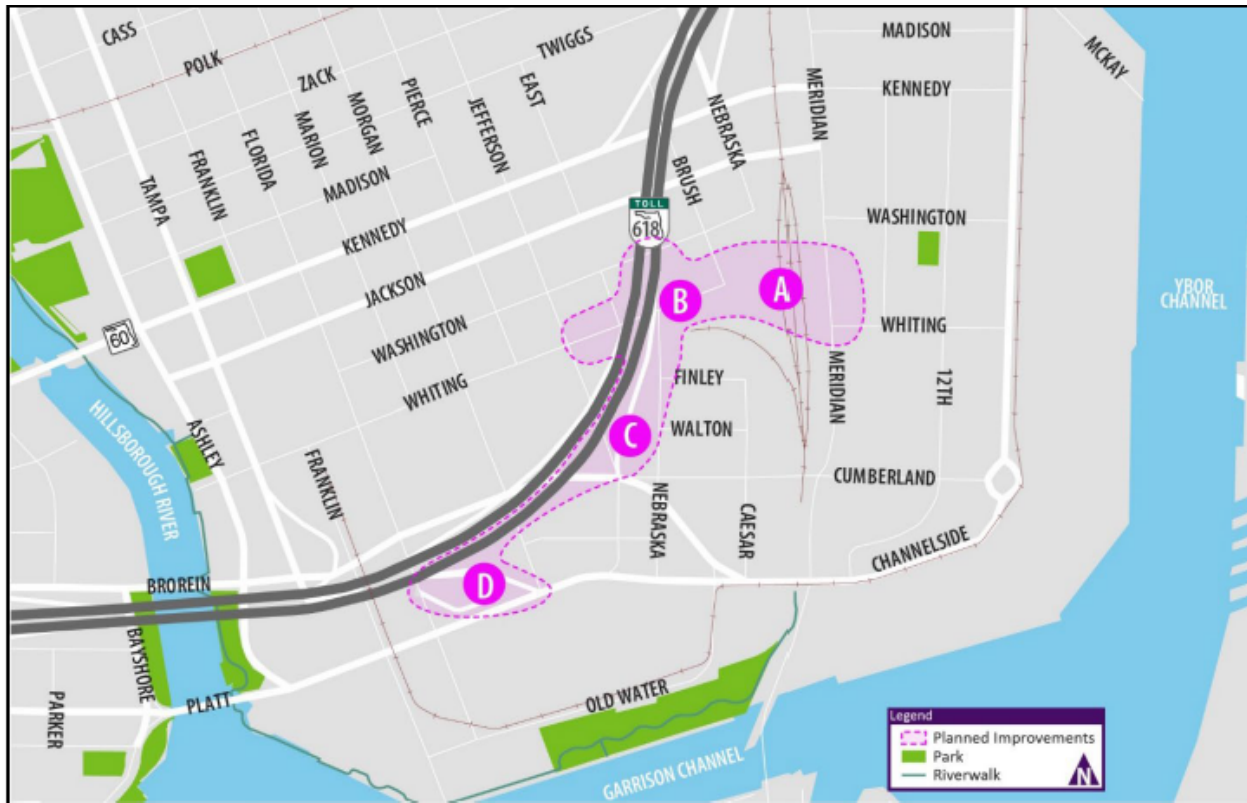 CASS
POLK
ZACK
TWIGGS
MADISON
MCKAY
KENNEDY
EAST
PIERCE
JEFFERSON
MORGAN
MARION
FLORIDA
FRANKLIN
TAMPA
MADISON
KENNEDY
NEBRASKA
MERIDIAN
BRUSH
TOLL
618
WASHINGTON
JACKSON
WASHINGTON
WHITING
60
B
A
YBOR
CHANNEL
WHITING
MERIDIAN
12TH
FINLEY
WALTON
C
HILLSBOROUGH RIVER
ASHLEY
FRANKLIN
CUMBERLAND
NEBRASKA
CAESAR
CHANNELSIDE
BROREIN
D
BAYSHORE
PARKER
PLATT
OLD WATER
GARRISON CHANNEL
Legend
Planned Improvements
Park
Riverwalk
N